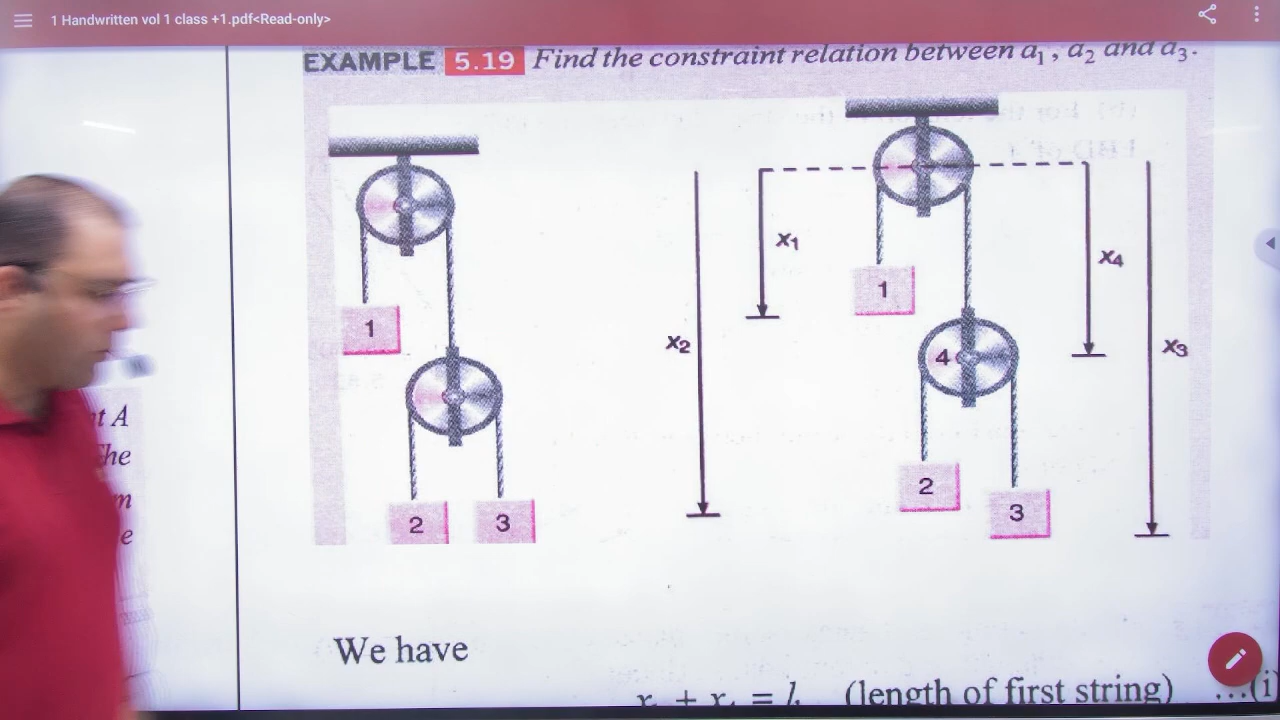 1 Handwritten vol 1 class +1.pdf<Read-only>
EXAMPLE 5.19 Find the constraint relation between a1, a2 and a3.
1
2 3
x2
x1
1
4
2
3
x4
x3
t A
m
e
We have
(length of first string) ...(i)